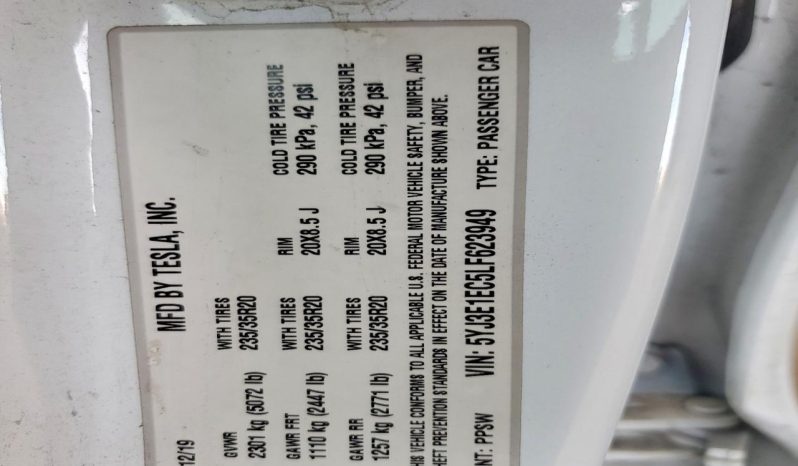 MFD BY TESLA, INC.
12/19
GVWR WITH TIRES
2301 kg (5072 lb) 235/35R20
GAWR FRT WITH TIRES RIM COLD TIRE PRESSURE
1110 kg (2447 lb) 235/35R20 20X8.5 J 290 kPa, 42 psi
GAWR RR WITH TIRES RIM COLD TIRE PRESSURE
1257 kg (2771 lb) 235/35R20 20X8.5 J 290 kPa, 42 psi
HIS VEHICLE CONFORMS TO ALL APPLICABLE U.S. FEDERAL MOTOR VEHICLE SAFETY, BUMPER, AND
HEFT PREVENTION STANDARDS IN EFFECT ON THE DATE OF MANUFACTURE SHOWN ABOVE.
NT: PPSW VIN: 5YJ3E1EC5LF623949 TYPE: PASSENGER CAR